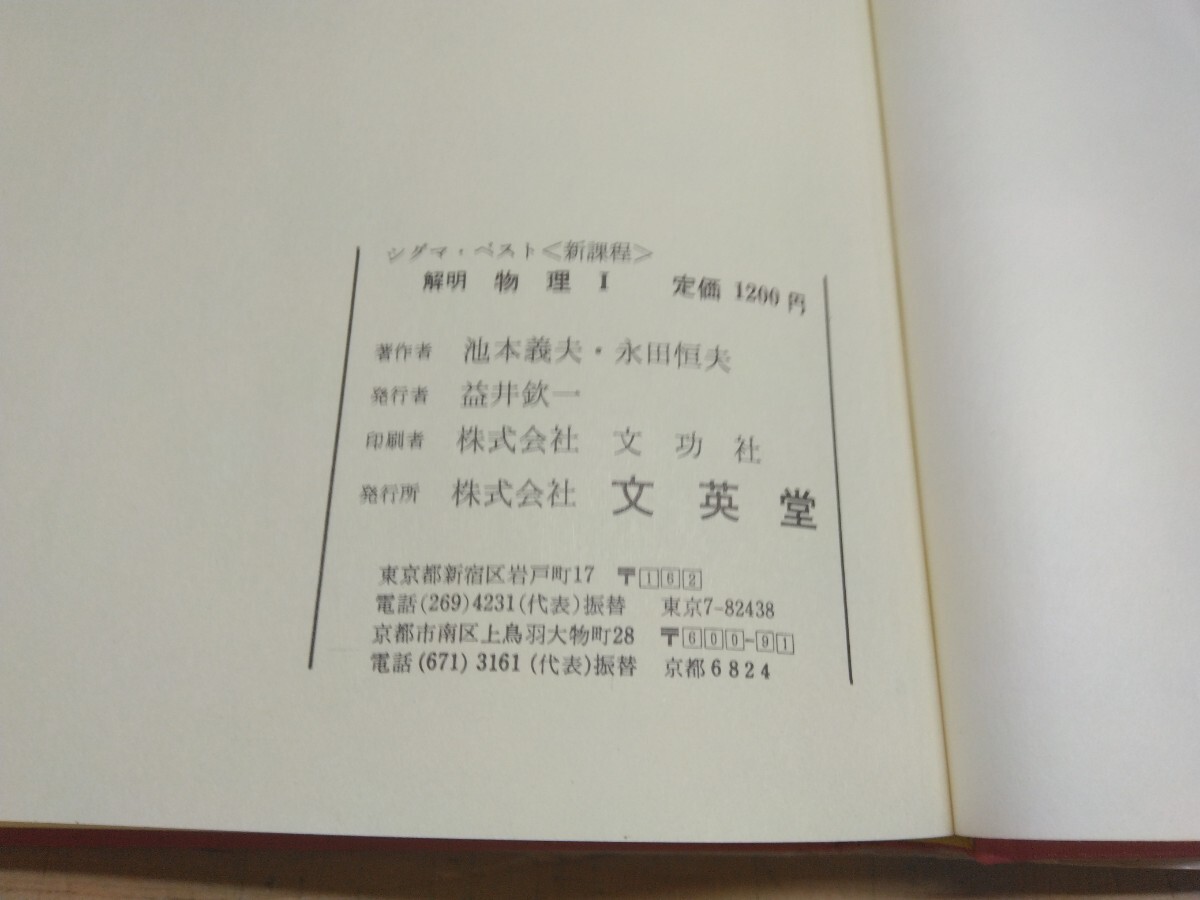 シグマ・ベスト≪新課程≫
解明 物理 I 定価 1200円
著作者 池本義夫・永田恒夫
発行者 益井欽一
印刷者 株式会社 文功社
発行所 株式会社 文英堂
東京都新宿区岩戸町17 〒162
電話(269)4231(代表)振替 東京7-82438
京都市南区上鳥羽大物町28 〒600-91
電話(671)3161(代表)振替 京都6824